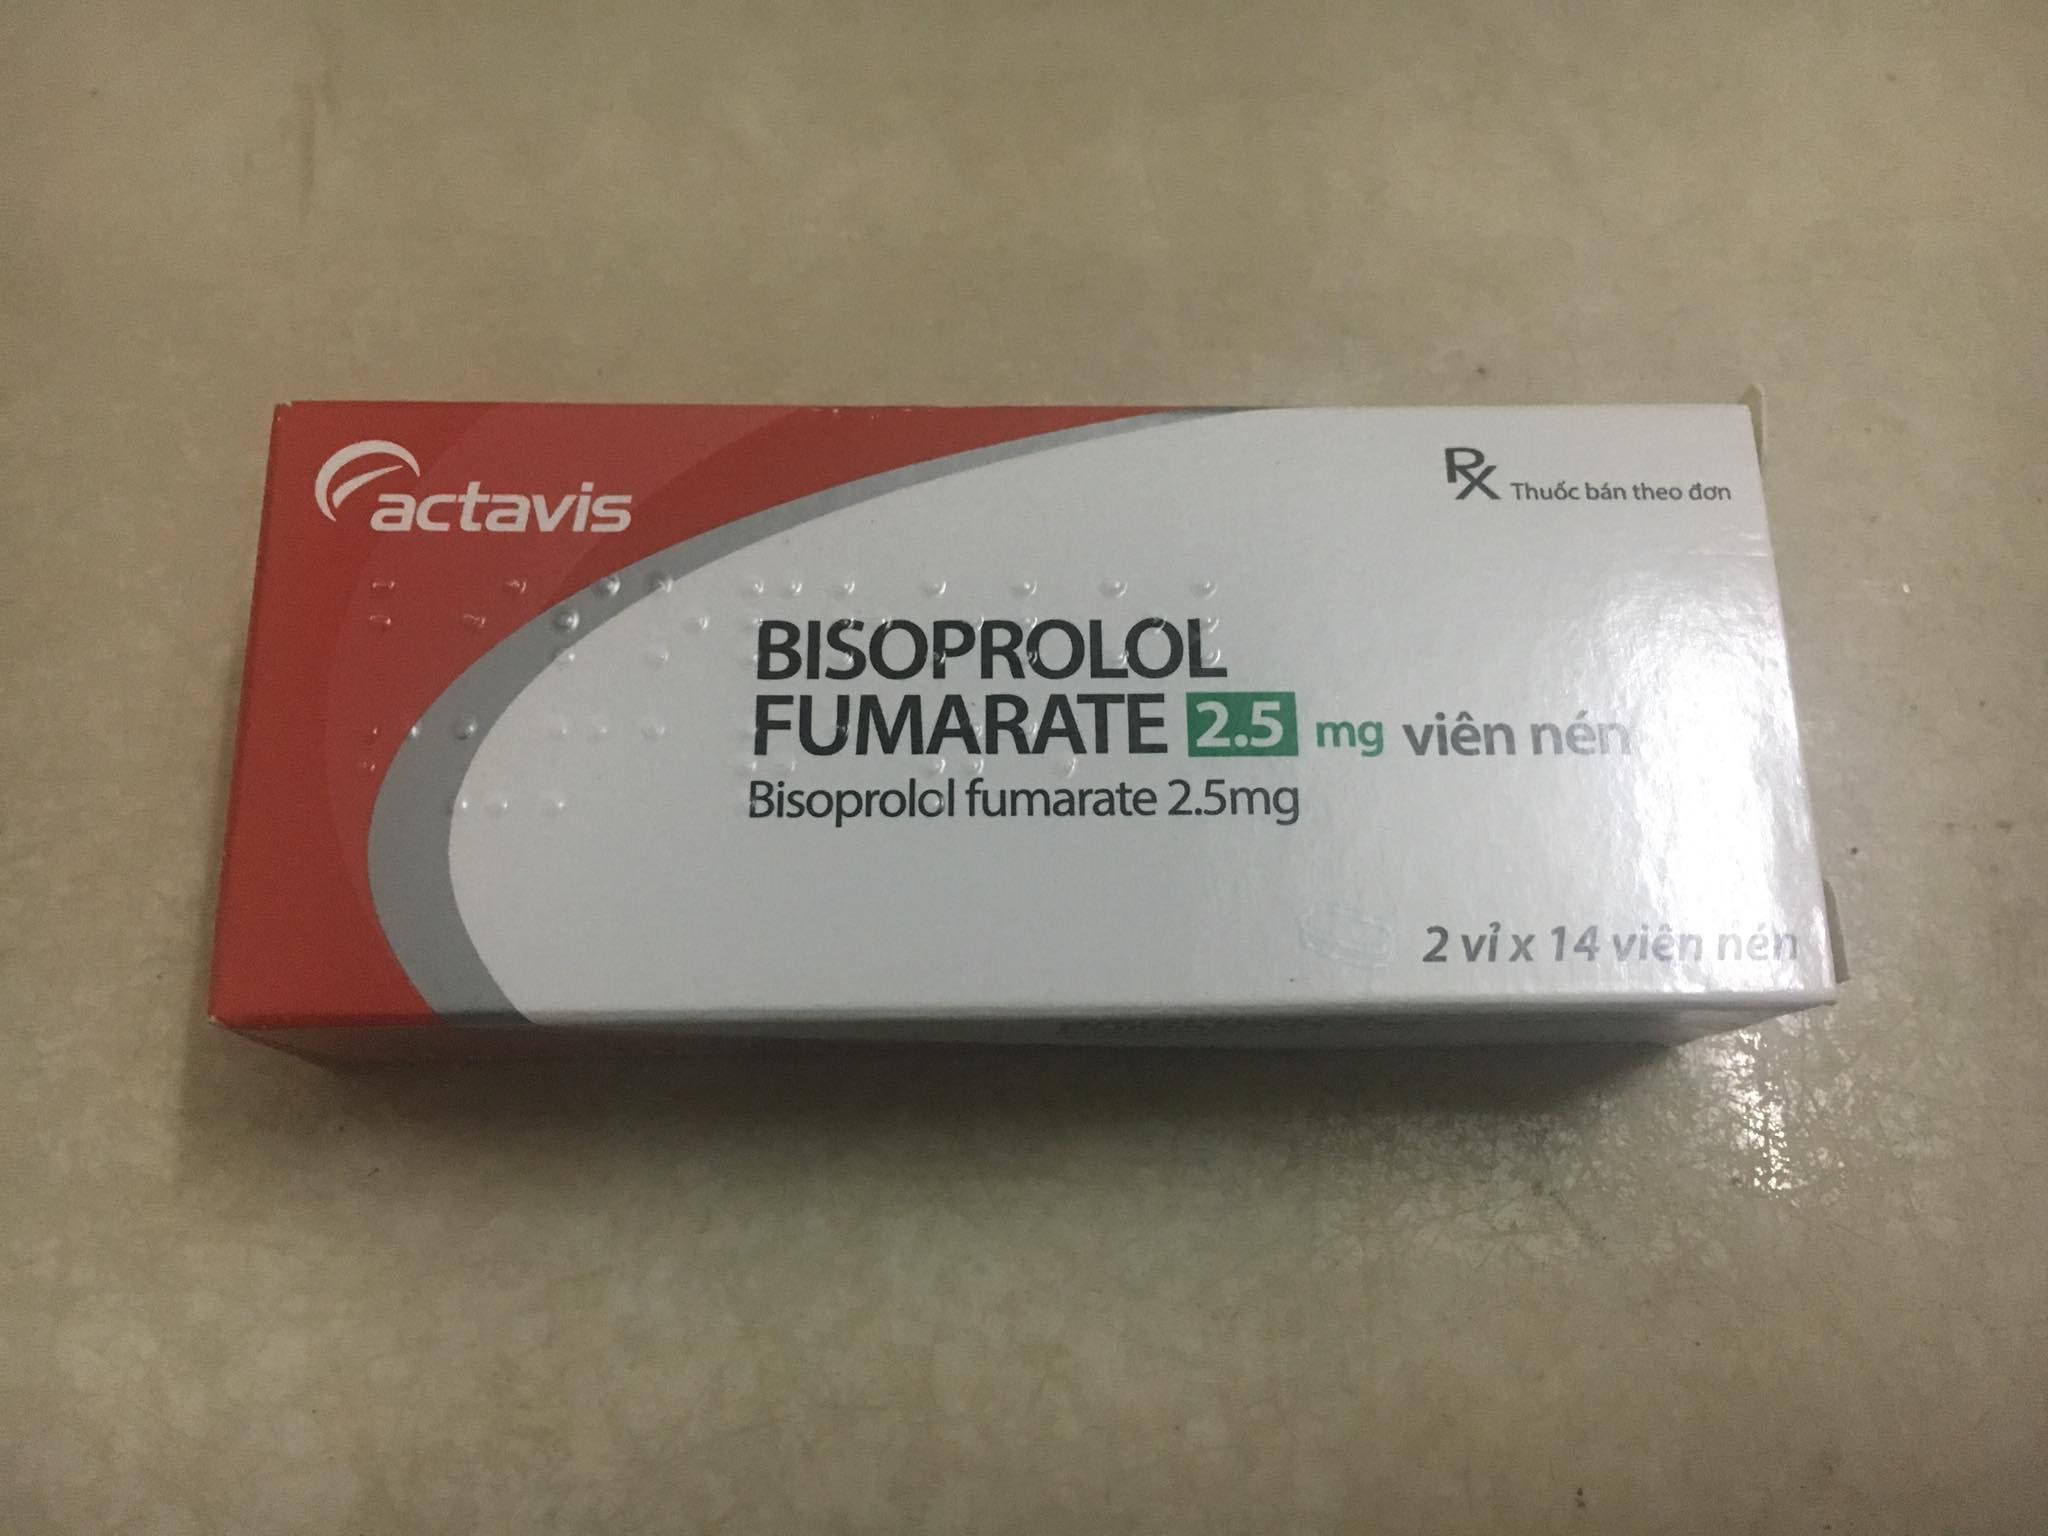 actavis
Rx Thuốc bán theo đơn
BISOPROLOL
FUMARATE 2.5 mg viên nén
Bisoprolol fumarate 2.5mg
2 vỉ x 14 viên nén